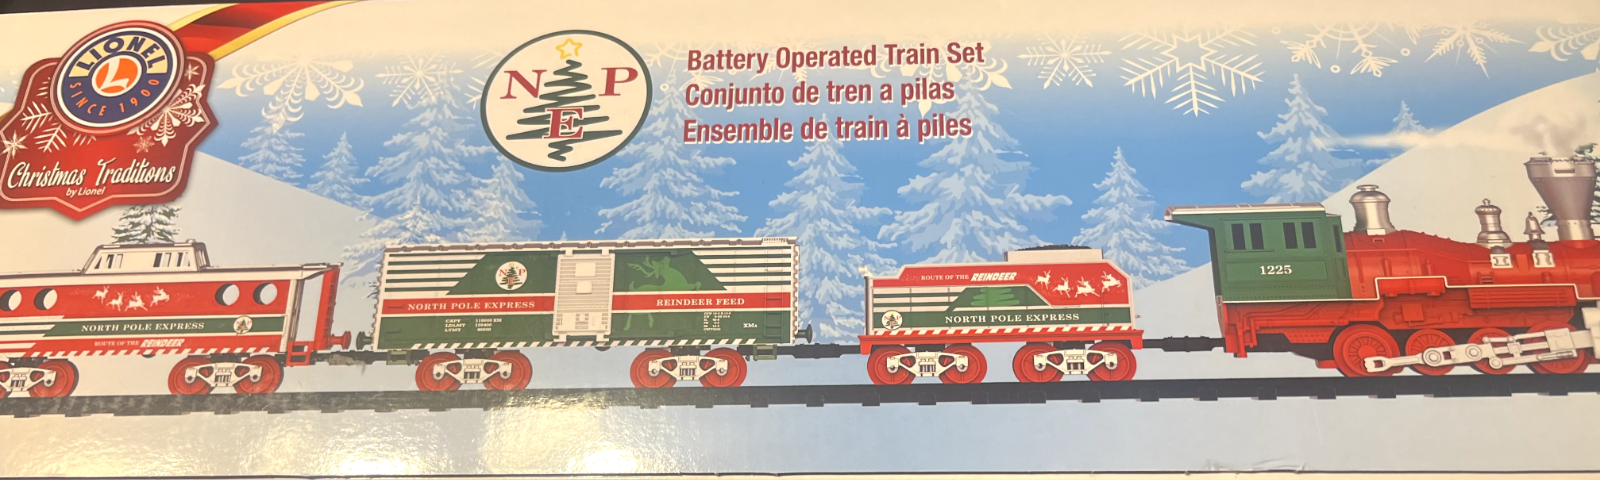 LIONEL
L
SINCE 1900
Christmas Traditions
by Lionel
N E P
Battery Operated Train Set
Conjunto de tren a pilas
Ensemble de train à piles
NORTH POLE EXPRESS
ROUTE OF THE REINDEER
N E P
NORTH POLE EXPRESS
REINDEER FEED
XMs
ROUTE OF THE REINDEER
NORTH POLE EXPRESS
1225